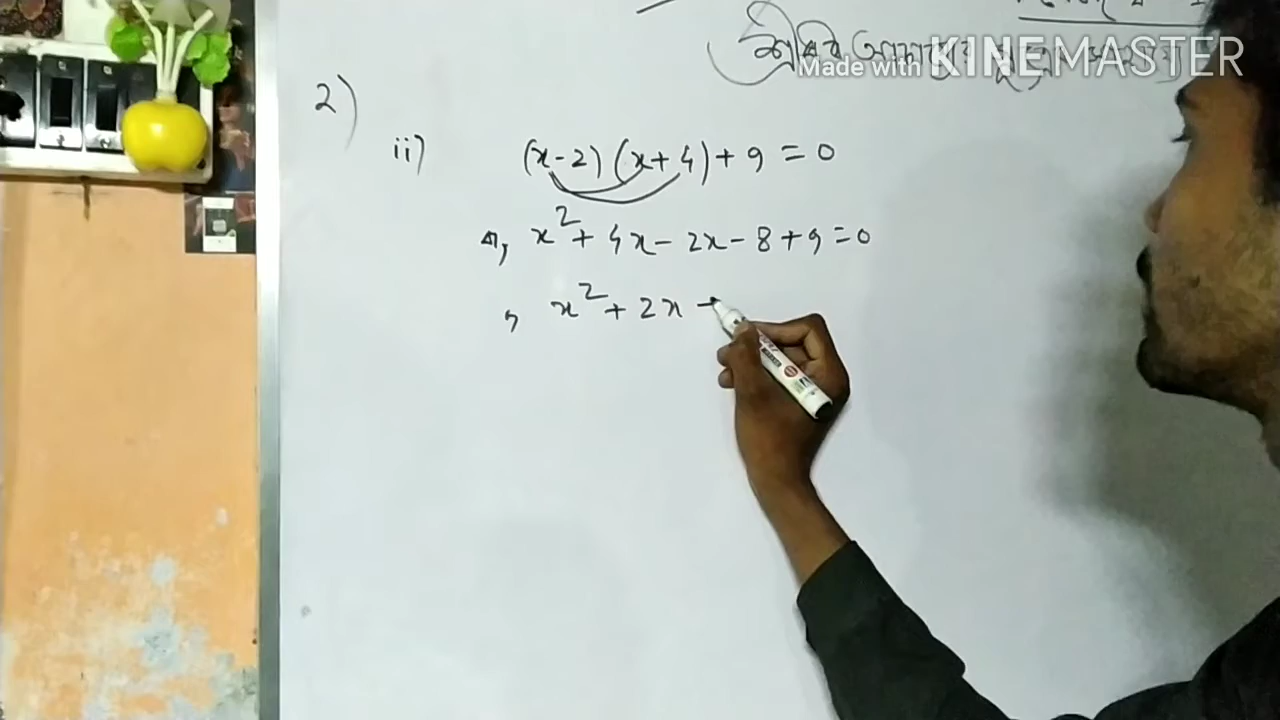 Made with KINEMASTER
2)
ii) (x-2) (x+4) + 9 = 0
বা, x² + 4x - 2x - 8 + 9 = 0
, x² + 2x